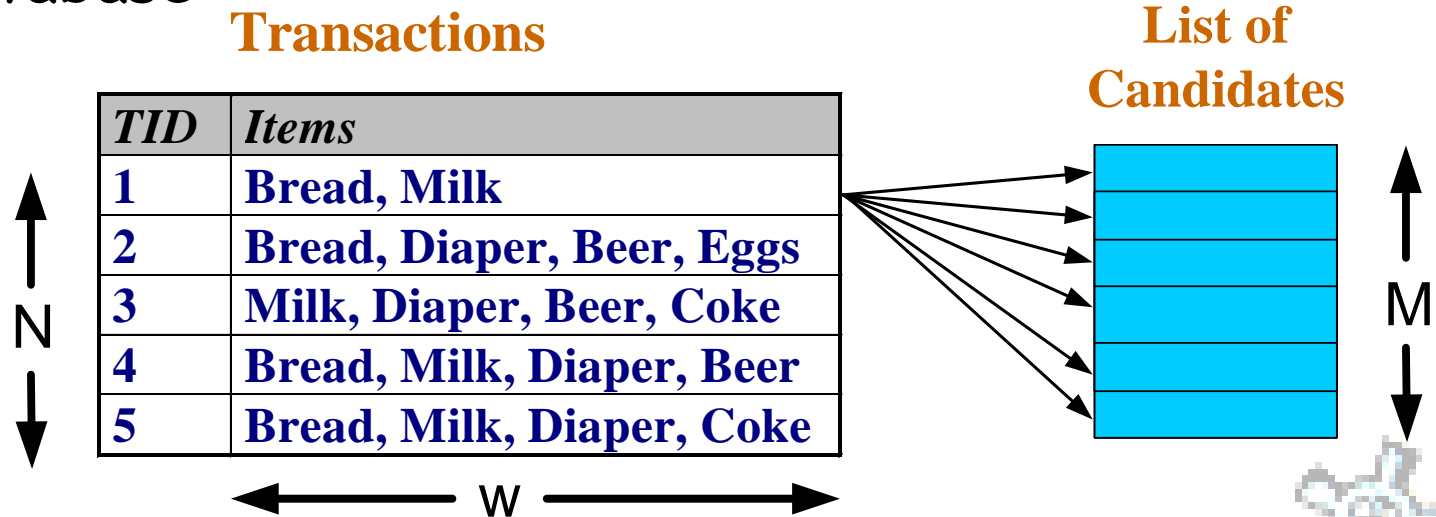 Transactions
List of
Candidates
TID Items
1 Bread, Milk
2 Bread, Diaper, Beer, Eggs
3 Milk, Diaper, Beer, Coke
4 Bread, Milk, Diaper, Beer
5 Bread, Milk, Diaper, Coke
N
M
w